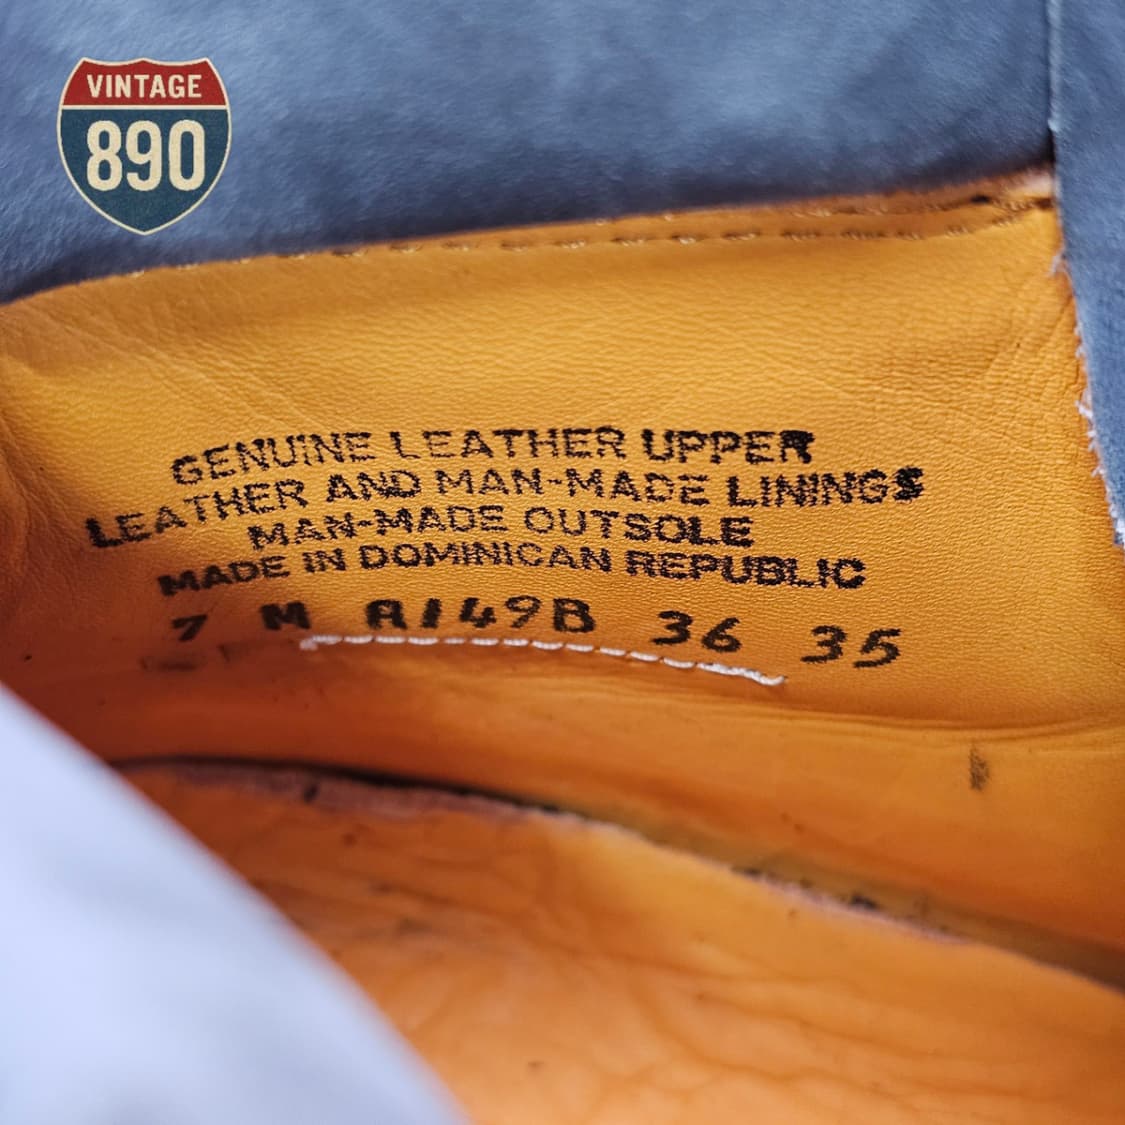 VINTAGE
890
GENUINE LEATHER UPPER
LEATHER AND MAN-MADE LININGS
MAN-MADE OUTSOLE
MADE IN DOMINICAN REPUBLIC
7 M A149B 36 35